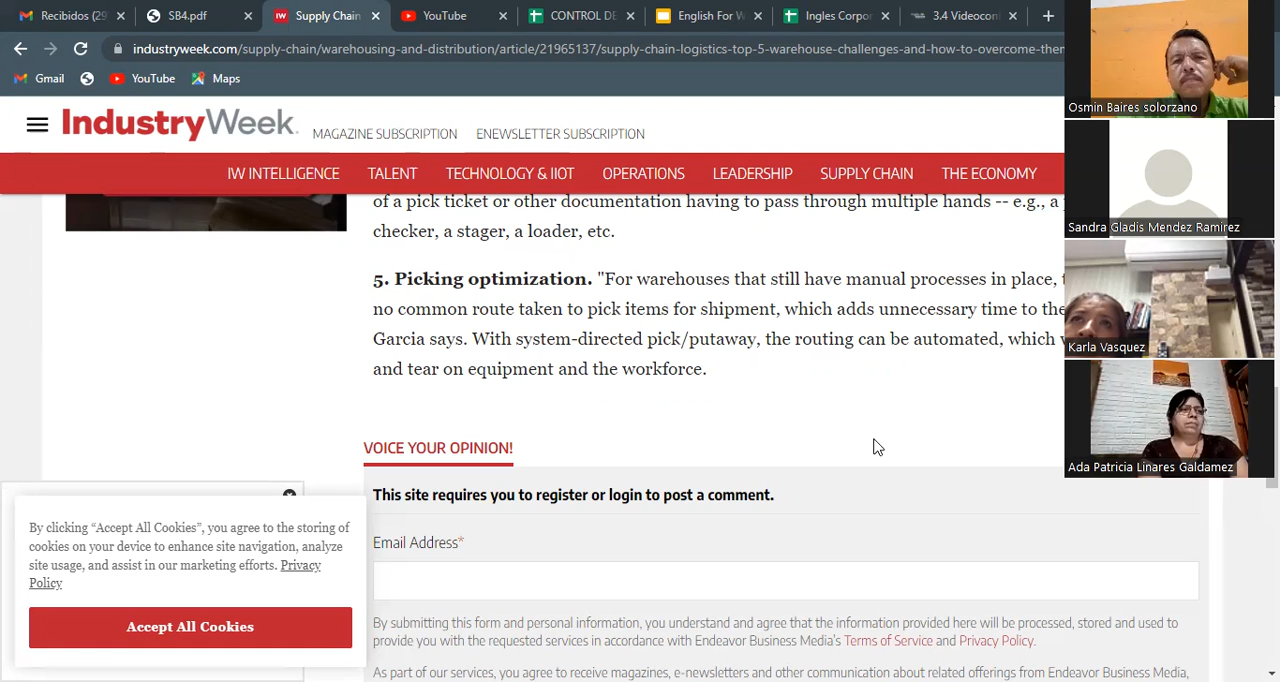 Recibidos (29
SB4.pdf
Supply Chain
YouTube
CONTROL DE
English For W
Ingles Corpor
3.4 Videocon
industryweek.com/supply-chain/warehousing-and-distribution/article/21965137/supply-chain-logistics-top-5-warehouse-challenges-and-how-to-overcome-them
Gmail
YouTube
Maps
IndustryWeek.
MAGAZINE SUBSCRIPTION
ENEWSLETTER SUBSCRIPTION
IW INTELLIGENCE
TALENT
TECHNOLOGY & IIOT
OPERATIONS
LEADERSHIP
SUPPLY CHAIN
THE ECONOMY
of a pick ticket or other documentation having to pass through multiple hands -- e.g., a
checker, a stager, a loader, etc.
5. Picking optimization. "For warehouses that still have manual processes in place,
no common route taken to pick items for shipment, which adds unnecessary time to the
Garcia says. With system-directed pick/putaway, the routing can be automated, which
and tear on equipment and the workforce.
VOICE YOUR OPINION!
This site requires you to register or login to post a comment.
Email Address*
By submitting this form and personal information, you understand and agree that the information provided here will be processed, stored and used to
provide you with the requested services in accordance with Endeavor Business Media's Terms of Service and Privacy Policy.
As part of our services, you agree to receive magazines, e-newsletters and other communication about related offerings from Endeavor Business Media,
By clicking “Accept All Cookies”, you agree to the storing of
cookies on your device to enhance site navigation, analyze
site usage, and assist in our marketing efforts. Privacy
Policy
Accept All Cookies
Osmin Baires solorzano
Sandra Gladis Mendez Ramirez
Karla Vasquez
Ada Patricia Linares Galdamez